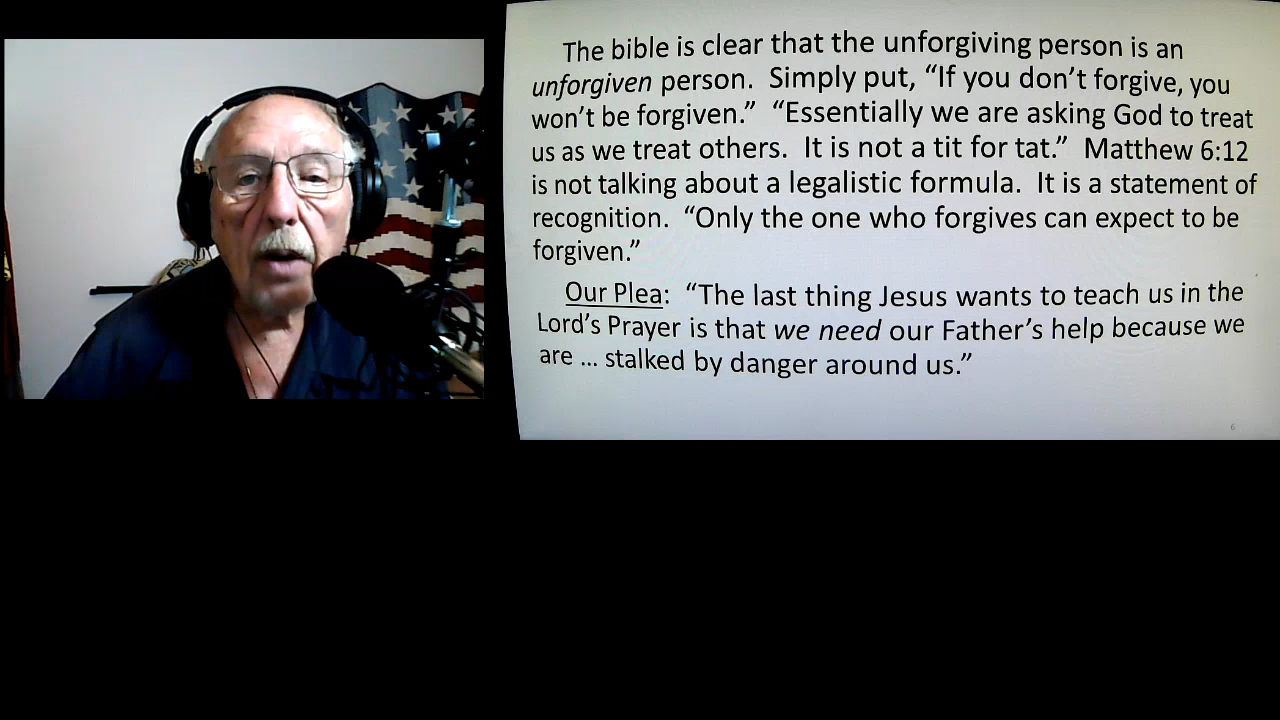 The bible is clear that the unforgiving person is an
unforgiven person.  Simply put, “If you don’t forgive, you
won’t be forgiven.”  “Essentially we are asking God to treat
us as we treat others.  It is not a tit for tat.”  Matthew 6:12
is not talking about a legalistic formula.  It is a statement of
recognition.  “Only the one who forgives can expect to be
forgiven.”
Our Plea:  “The last thing Jesus wants to teach us in the
Lord’s Prayer is that we need our Father’s help because we
are … stalked by danger around us.”
6